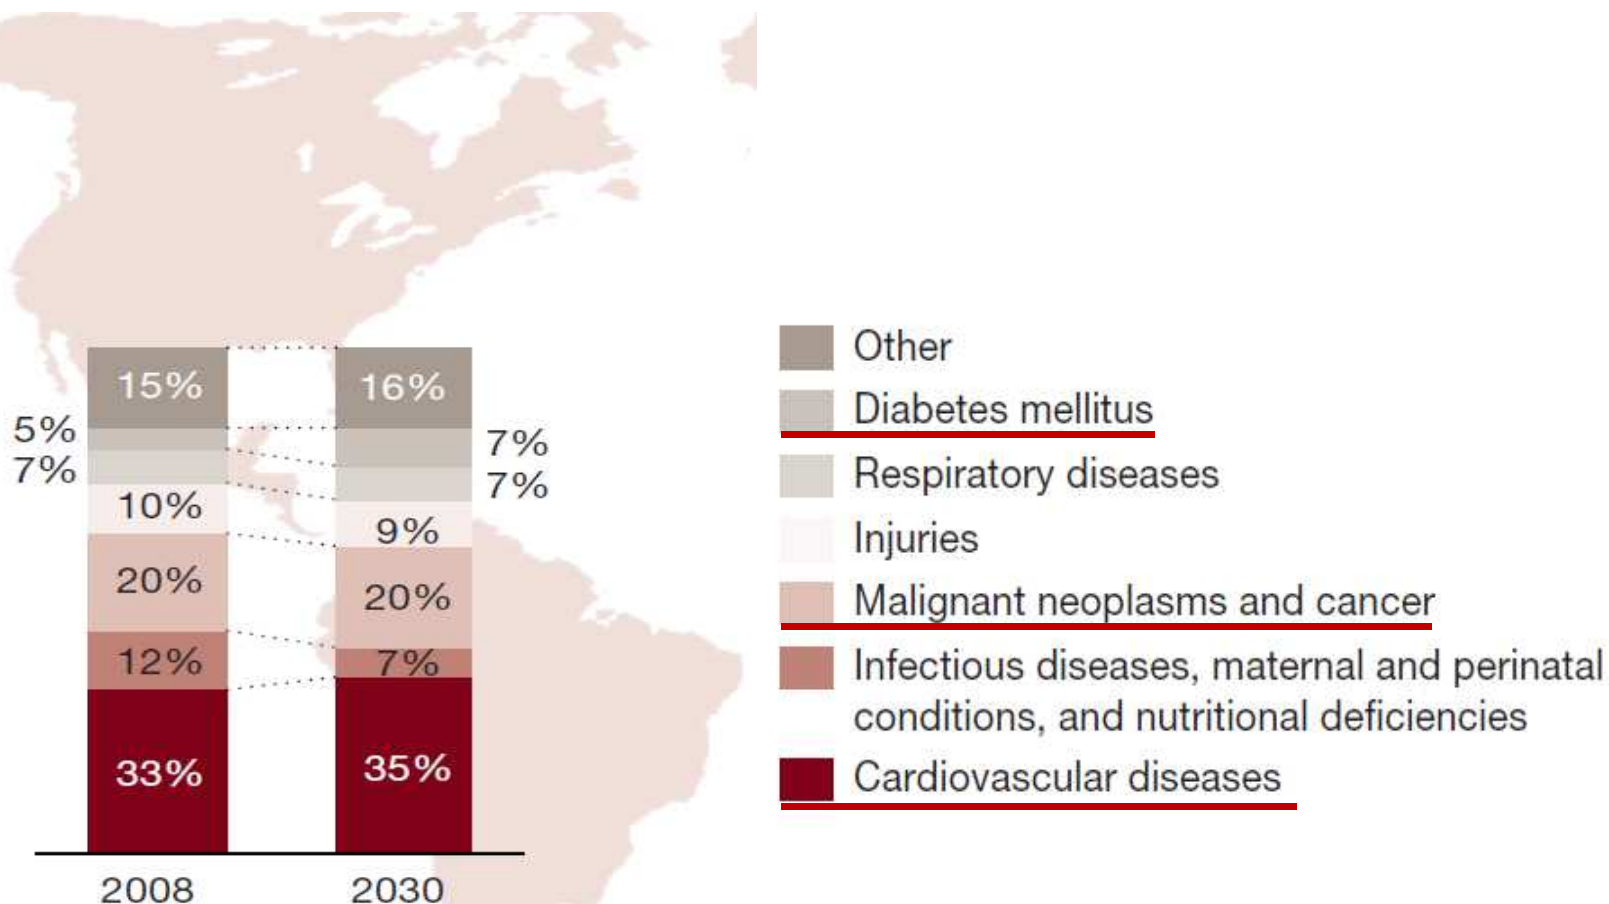 15%
16%
5%
7%
7%
7%
10%
9%
20%
20%
12%
7%
33%
35%
2008
2030
Other
Diabetes mellitus
Respiratory diseases
Injuries
Malignant neoplasms and cancer
Infectious diseases, maternal and perinatal
conditions, and nutritional deficiencies
Cardiovascular diseases